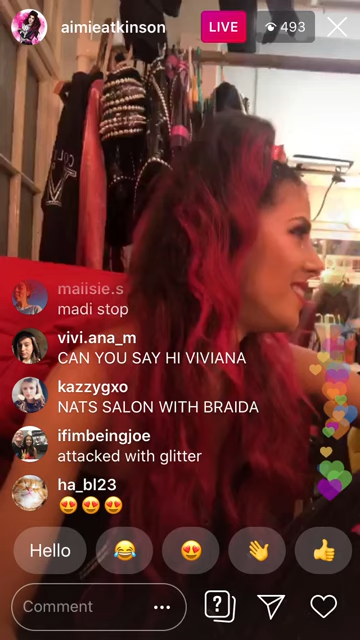 aimieatkinson
LIVE
493
maiisie.s
madi stop
vivi.ana_m
CAN YOU SAY HI VIVIANA
kazzygxo
NATS SALON WITH BRAIDA
ifimbeingjoe
attacked with glitter
ha_bl23
😍😍😍
Hello 😂 😍 👋 👍
Comment